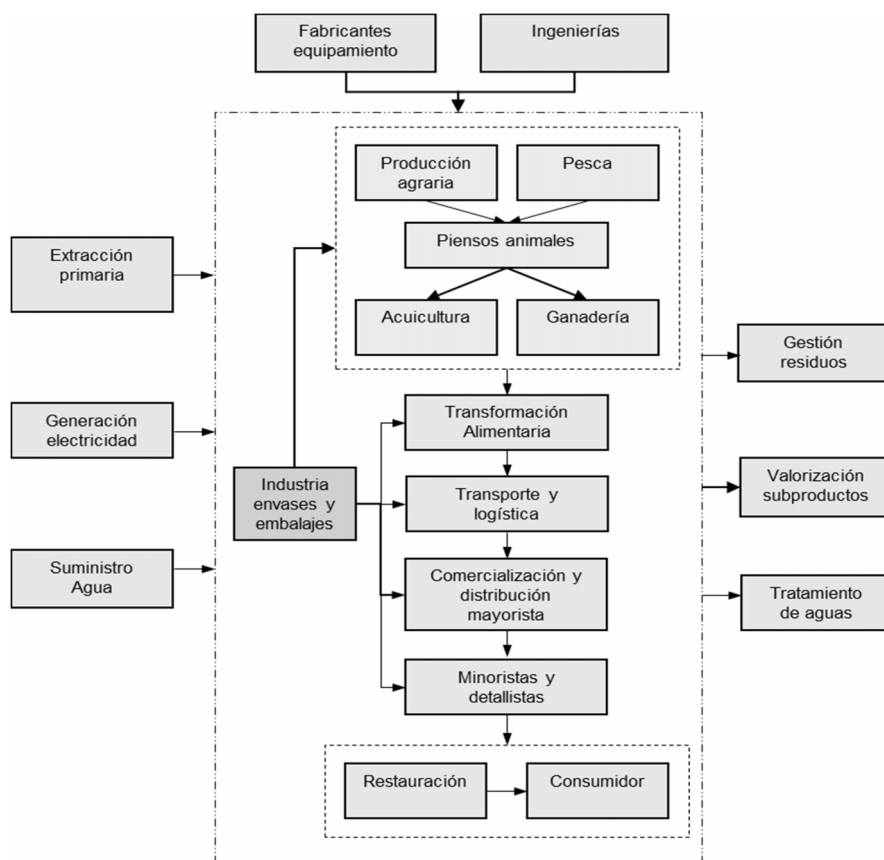 Fabricantes
equipamiento
Ingenierías
Producción
agraria
Pesca
Piensos animales
Acuicultura
Ganadería
Extracción
primaria
Generación
electricidad
Suministro
Agua
Industria
envases y
embalajes
Transformación
Alimentaria
Transporte y
logística
Comercialización y
distribución
mayorista
Minoristas y
detallistas
Restauración
Consumidor
Gestión
residuos
Valorización
subproductos
Tratamiento
de aguas